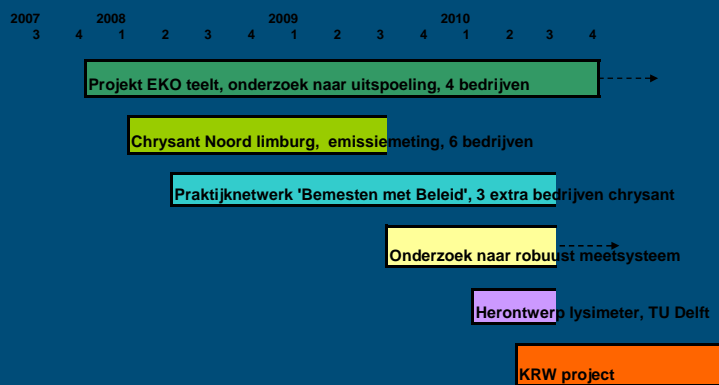 2007 2008 2009 2010
3 4 1 2 3 4 1 2 3 4 1 2 3 4
Projekt EKO teelt, onderzoek naar uitspoeling, 4 bedrijven
Chrysant Noord limburg, emissiemeting, 6 bedrijven
Praktijknetwerk 'Bemesten met Beleid', 3 extra bedrijven chrysant
Onderzoek naar robuust meetsysteem
Herontwerp lysimeter, TU Delft
KRW project